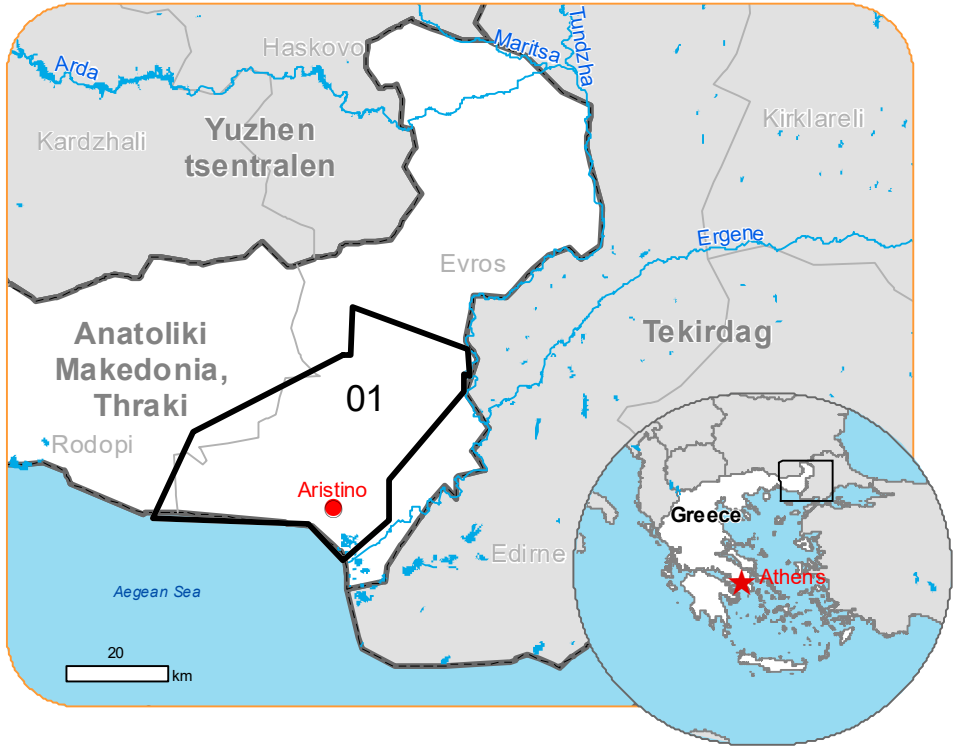 Haskovo
Maritsa
Tundzha
Arda
Kardzhali
Yuzhen
tsentralen
Kirklareli
Ergene
Evros
Anatoliki
Makedonia,
Thraki
Tekirdag
01
Rodopi
Aristino
Greece
Edirne
Athens
Aegean Sea
20
km